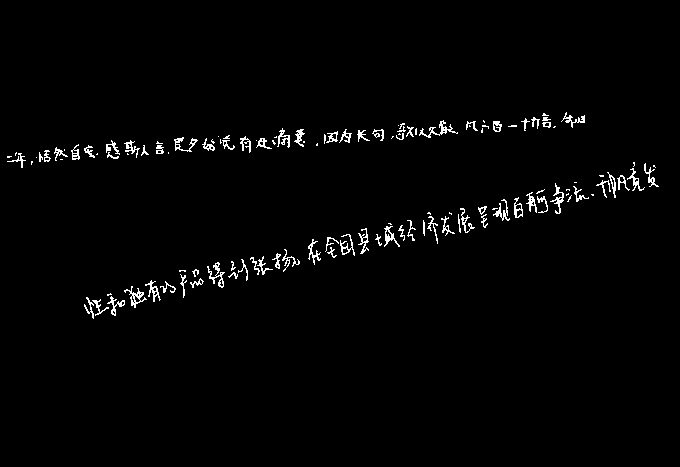 二年,恬然自安.感斯人言,是夕始觉有迁谪意,因为长句,歌以赠之,凡六百一十六言,命曰
性和独有的产品得到张扬。在全国县域经济发展呈现百舸争流、千帆竞发